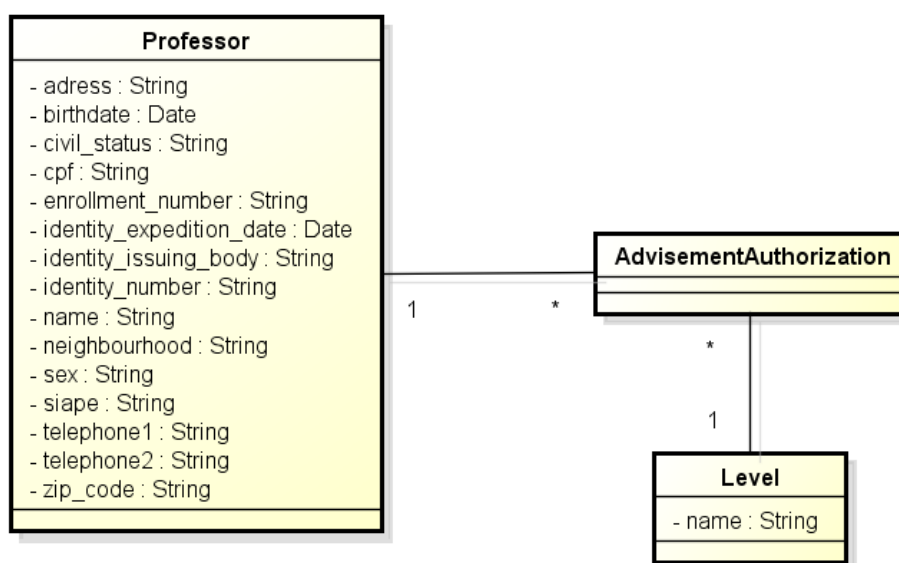 Professor
- adress : String
- birthdate : Date
- civil_status : String
- cpf : String
- enrollment_number : String
- identity_expedition_date : Date
- identity_issuing_body : String
- identity_number : String
- name : String
- neighbourhood : String
- sex : String
- siape : String
- telephone1 : String
- telephone2 : String
- zip_code : String
1
*
AdvisementAuthorization
*
1
Level
- name : String